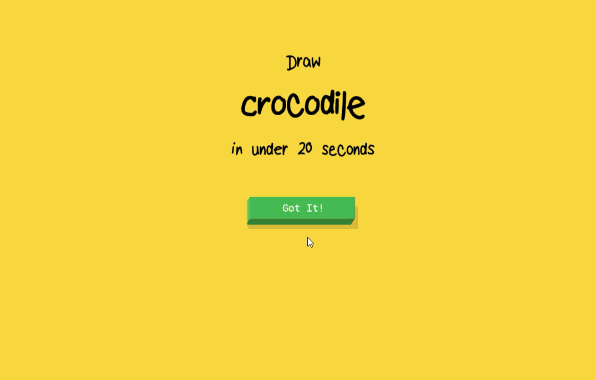 Draw
crocodile
in under 20 seconds
Got It!